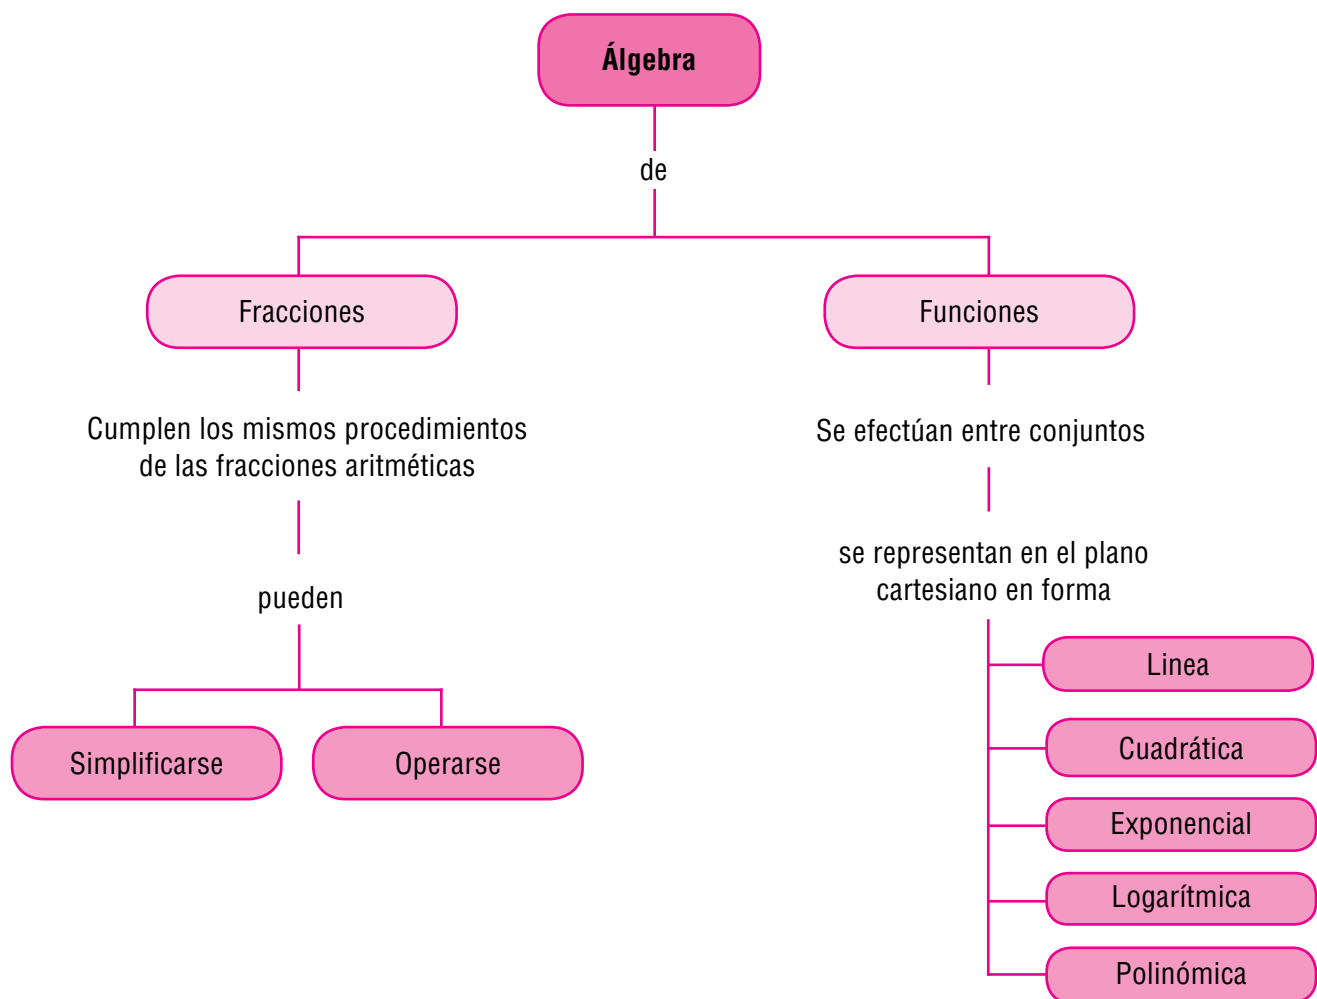 Álgebra
de
Fracciones
Funciones
Cumplen los mismos procedimientos
de las fracciones aritméticas
Se efectúan entre conjuntos
pueden
se representan en el plano
cartesiano en forma
Simplificarse
Operarse
Linea
Cuadrática
Exponencial
Logarítmica
Polinómica